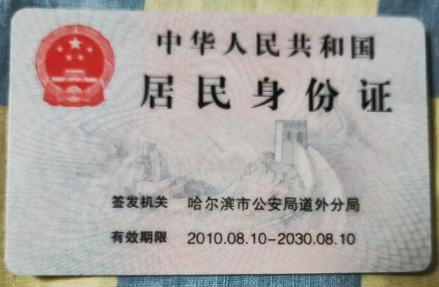 中华人民共和国
居民身份证
签发机关 哈尔滨市公安局道外分局
有效期限 2010.08.10-2030.08.10